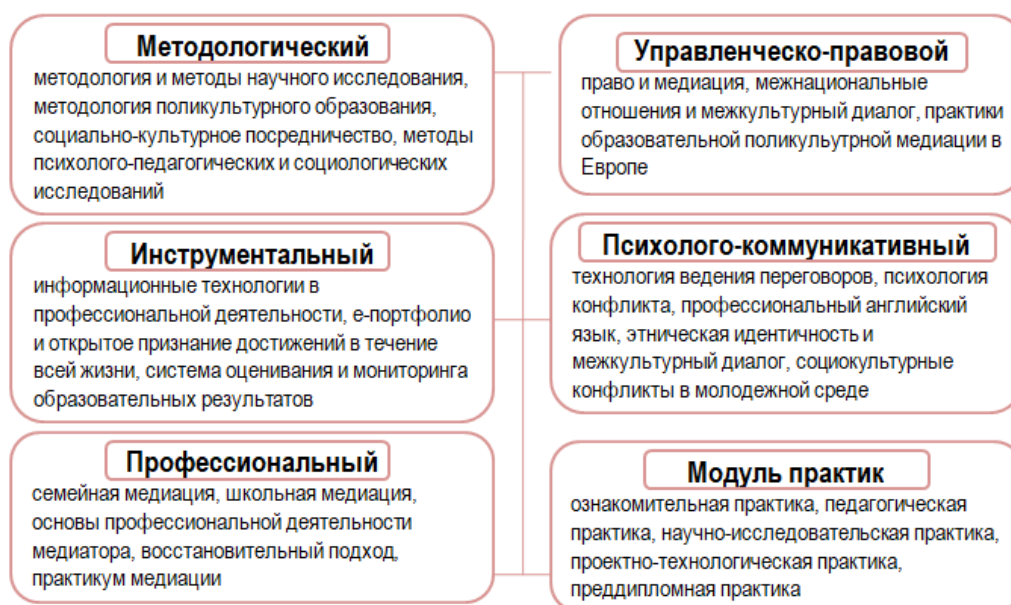 Методологический
методология и методы научного исследования,
методология поликультурного образования,
социально-культурное посредничество, методы
психолого-педагогических и социологических
исследований
Управленческо-правовой
право и медиация, межнациональные
отношения и межкультурный диалог, практики
образовательной поликульутрной медиации в
Европе
Инструментальный
информационные технологии в
профессиональной деятельности, е-портфолио
и открытое признание достижений в течение
всей жизни, система оценивания и мониторинга
образовательных результатов
Психолого-коммуникативный
технология ведения переговоров, психология
конфликта, профессиональный английский
язык, этническая идентичность и
межкультурный диалог, социокультурные
конфликты в молодежной среде
Профессиональный
семейная медиация, школьная медиация,
основы профессиональной деятельности
медиатора, восстановительный подход,
практикум медиации
Модуль практик
ознакомительная практика, педагогическая
практика, научно-исследовательская практика,
проектно-технологическая практика,
преддипломная практика